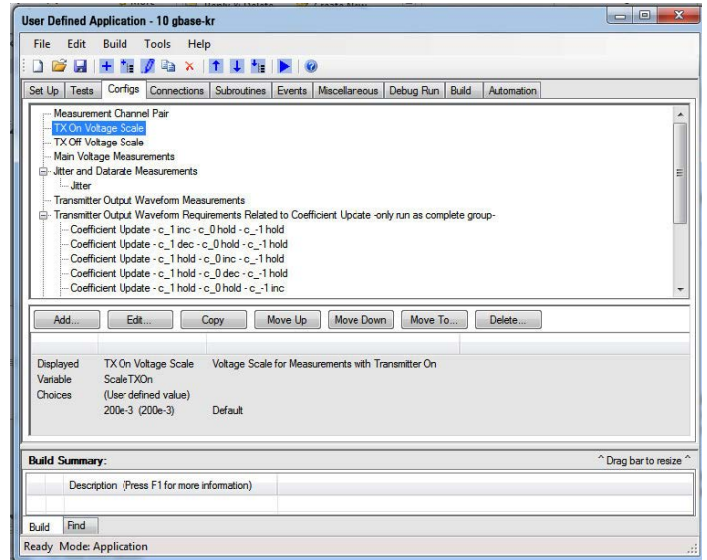 User Defined Application - 10 gbase-kr
File Edit Build Tools Help
Set Up Tests Configs Connections Subroutines Events Miscellaneous Debug Run Build Automation
Measurement Channel Pair
TX On Voltage Scale
TX Off Voltage Scale
Main Voltage Measurements
Jitter and Datarate Measurements
Jitter
Transmitter Output Waveform Measurements
Transmitter Output Waveform Requirements Related to Coefficient Upcate -only run as complete group-
Coefficient Update - c_1 inc - c_0 hold - c_-1 hold
Coefficient Update - c_1 dec - c_0 hold - c_-1 hold
Coefficient Update - c_1 hold - c_0 inc - c_-1 hold
Coefficient Update - c_1 hold - c_0 dec - c_-1 hold
Coefficient Update - c_1 hold - c_0 hold - c_-1 inc
Add... Edit... Copy Move Up Move Down Move To... Delete...
Displayed TX On Voltage Scale Voltage Scale for Measurements with Transmitter On
Variable ScaleTXOn
Choices (User defined value)
200e-3 (200e-3) Default
Build Summary: ^ Drag bar to resize ^
Description (Press F1 for more information)
Build Find
Ready Mode: Application